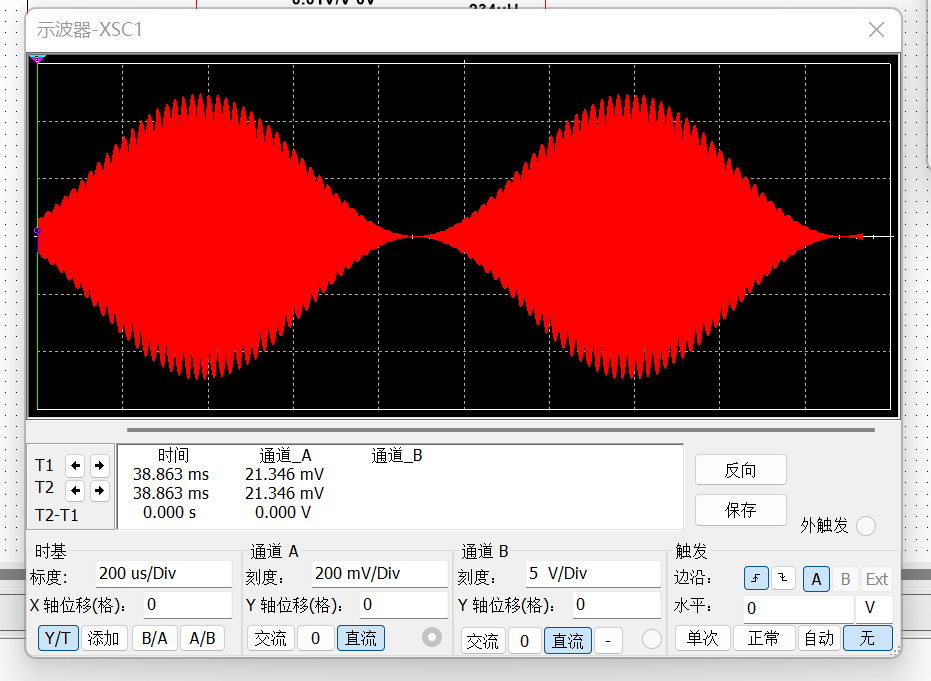 0.01V/V 0V
234uH
示波器-XSC1
时间 通道_A 通道_B
T1 38.863 ms 21.346 mV
T2 38.863 ms 21.346 mV
T2-T1 0.000 s 0.000 V
反向
保存
外触发
时基
标度: 200 us/Div
X 轴位移(格): 0
Y/T 添加 B/A A/B
通道 A
刻度: 200 mV/Div
Y 轴位移(格): 0
交流 0 直流
通道 B
刻度: 5 V/Div
Y 轴位移(格): 0
交流 0 直流 -
触发
边沿: A B Ext
水平: 0 V
单次 正常 自动 无